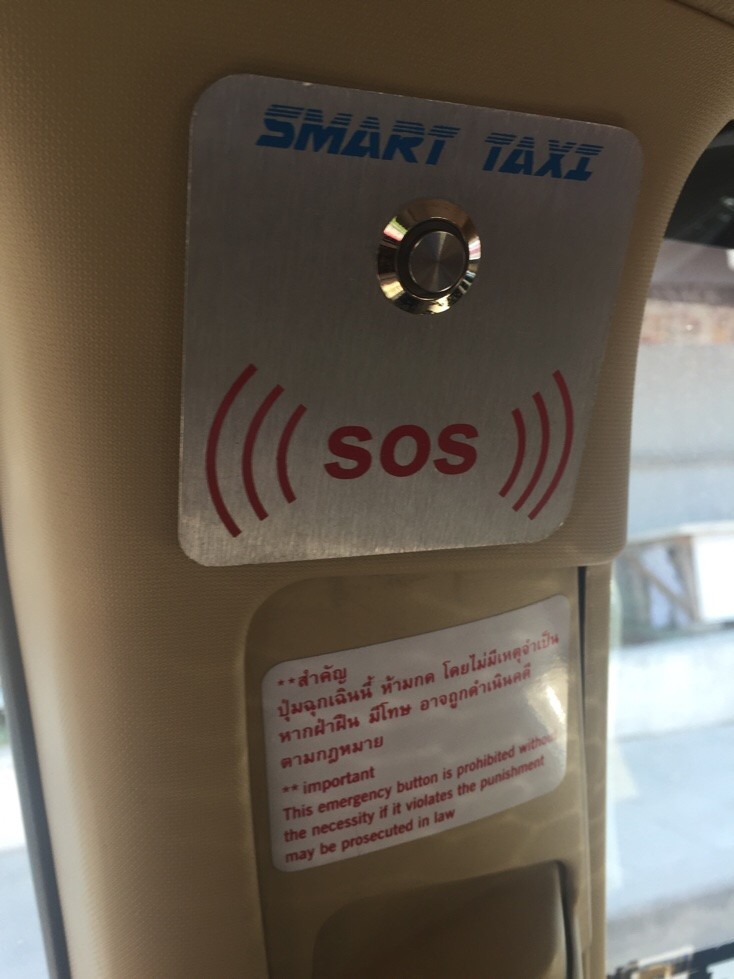 SMART TAXI
SOS
**สำคัญ
ปุ่มฉุกเฉินนี้ ห้ามกด โดยไม่มีเหตุจำเป็น
หากฝ่าฝืน มีโทษ อาจถูกดำเนินคดี
ตามกฎหมาย
** important
This emergency button is prohibited without
the necessity if it violates the punishment
may be prosecuted in law